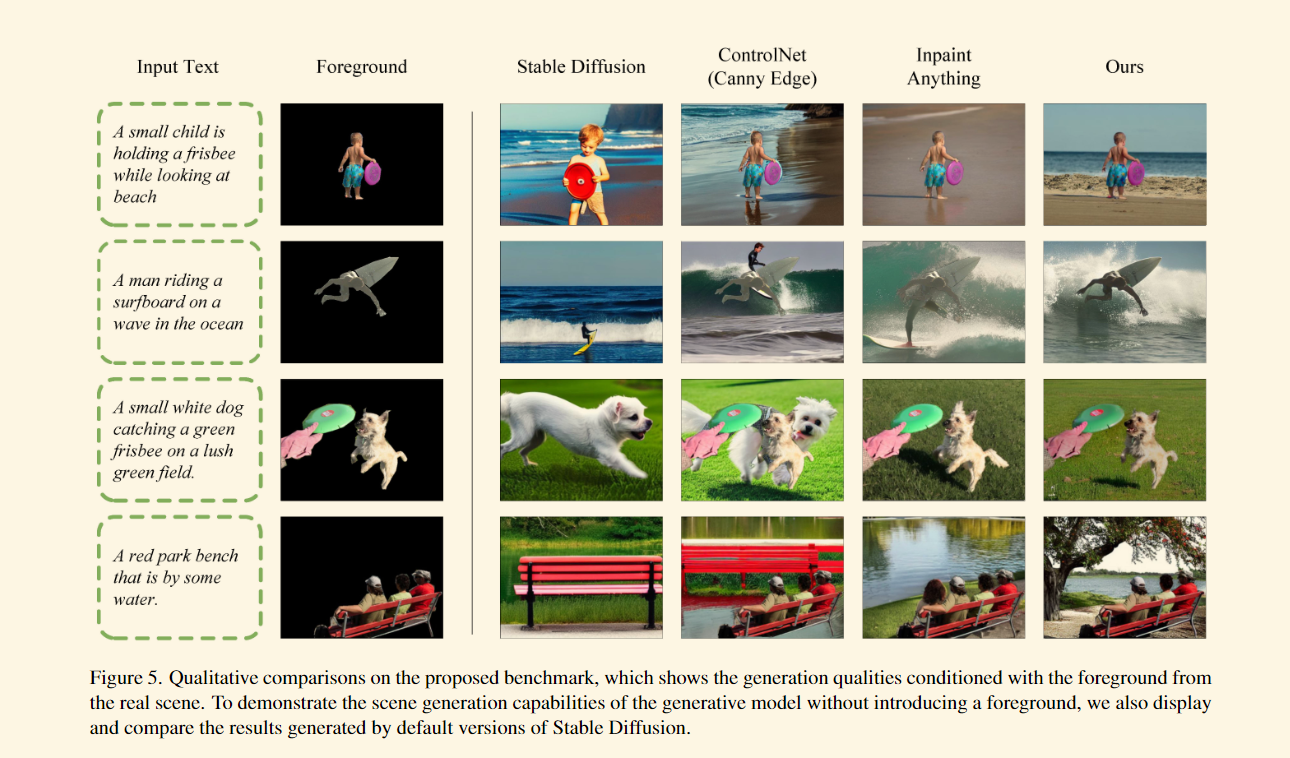 Input Text
Foreground
Stable Diffusion
ControlNet
(Canny Edge)
Inpaint
Anything
Ours
A small child is
holding a frisbee
while looking at
beach
A man riding a
surfboard on a
wave in the ocean
A small white dog
catching a green
frisbee on a lush
green field.
A red park bench
that is by some
water.
Figure 5. Qualitative comparisons on the proposed benchmark, which shows the generation qualities conditioned with the foreground from
the real scene. To demonstrate the scene generation capabilities of the generative model without introducing a foreground, we also display
and compare the results generated by default versions of Stable Diffusion.